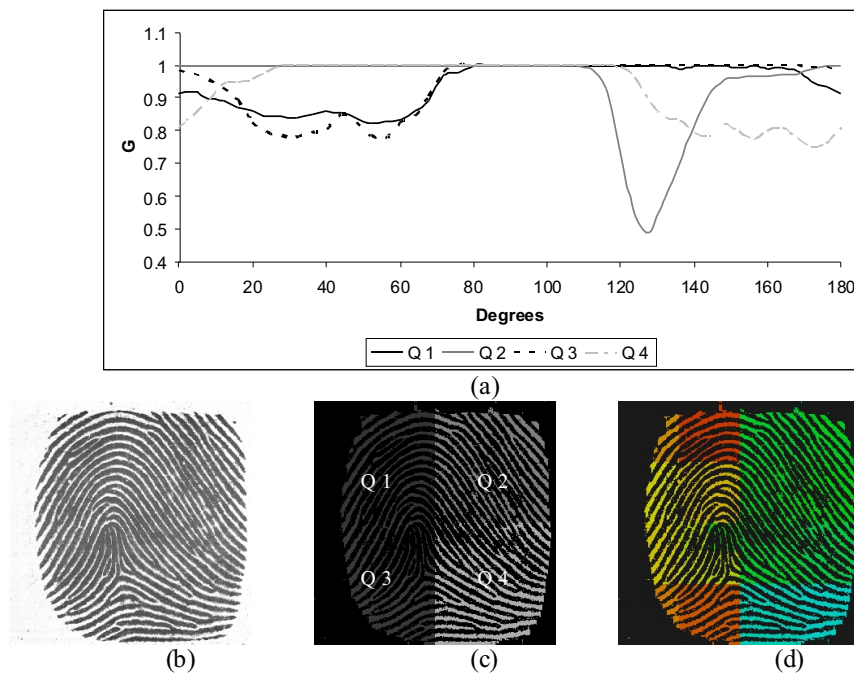 1.1
1
0.9
0.8
0.7
0.6
0.5
0.4
G
0 20 40 60 80 100 120 140 160 180
Degrees
Q 1 Q 2 Q 3 Q 4
(a)
Q 1 Q 2
Q 3 Q 4
(b) (c) (d)